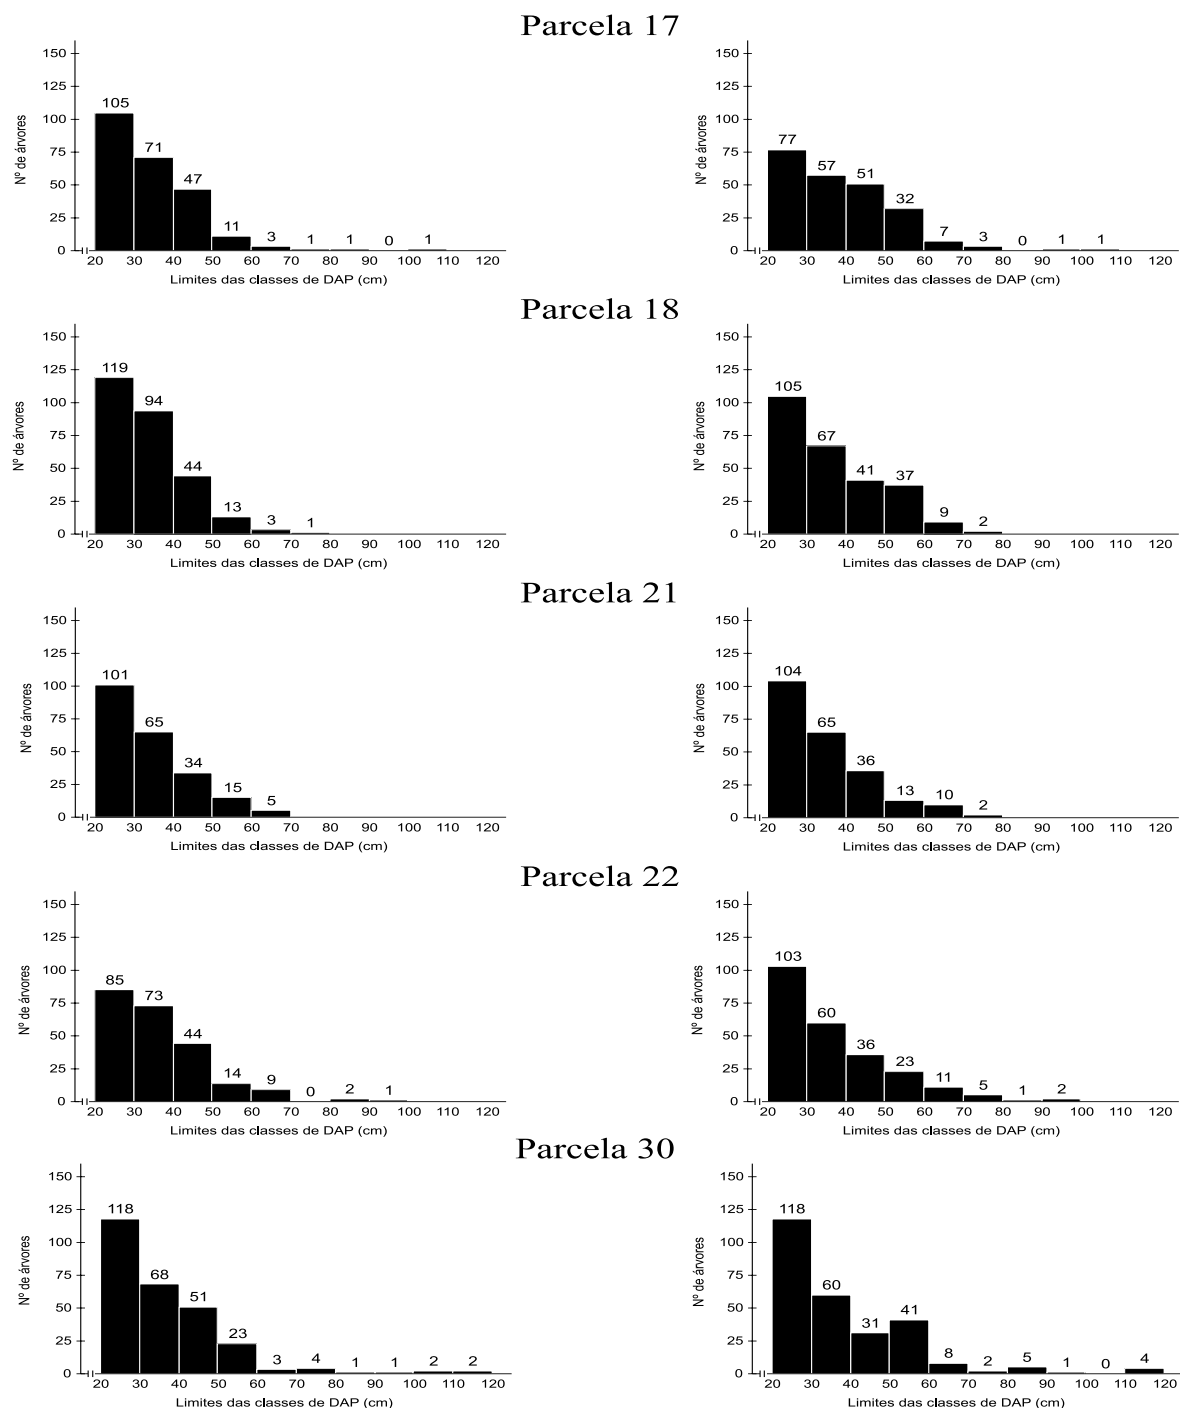 Parcela 17
150 150
125 125
105
100 100
77
75 71 75
57
51
50 47 50
32
25 25
11
3 1 1 0 1
7 3 0 1 1
0 0
20 30 40 50 60 70 80 90 100 110 120
20 30 40 50 60 70 80 90 100 110 120
Nº de árvores
Nº de árvores
Limites das classes de DAP (cm)
Limites das classes de DAP (cm)
Parcela 18
150 150
125 125
119
105
100 100
94
75 75
67
50 50
44
41 37
25 25
13
9
3 1
2
0 0
20 30 40 50 60 70 80 90 100 110 120
20 30 40 50 60 70 80 90 100 110 120
Nº de árvores
Nº de árvores
Limites das classes de DAP (cm)
Limites das classes de DAP (cm)
Parcela 21
150 150
125 125
101 104
100 100
75 75
65 65
50 50
34 36
25 25
15 13 10
5 2
0 0
20 30 40 50 60 70 80 90 100 110 120
20 30 40 50 60 70 80 90 100 110 120
Nº de árvores
Nº de árvores
Limites das classes de DAP (cm)
Limites das classes de DAP (cm)
Parcela 22
150 150
125 125
103
100 100
85
75 73 75
60
50 50
44 36
25 23 25
14 9 11
0 2 1 5 1 2
0 0
20 30 40 50 60 70 80 90 100 110 120
20 30 40 50 60 70 80 90 100 110 120
Nº de árvores
Nº de árvores
Limites das classes de DAP (cm)
Limites das classes de DAP (cm)
Parcela 30
150 150
125 125
118 118
100 100
75 75
68 60
50 51 50
41
31
25 23 25
3 4 1 1 2 2
8 2 5 1 0 4
0 0
20 30 40 50 60 70 80 90 100 110 120
20 30 40 50 60 70 80 90 100 110 120
Nº de árvores
Nº de árvores
Limites das classes de DAP (cm)
Limites das classes de DAP (cm)